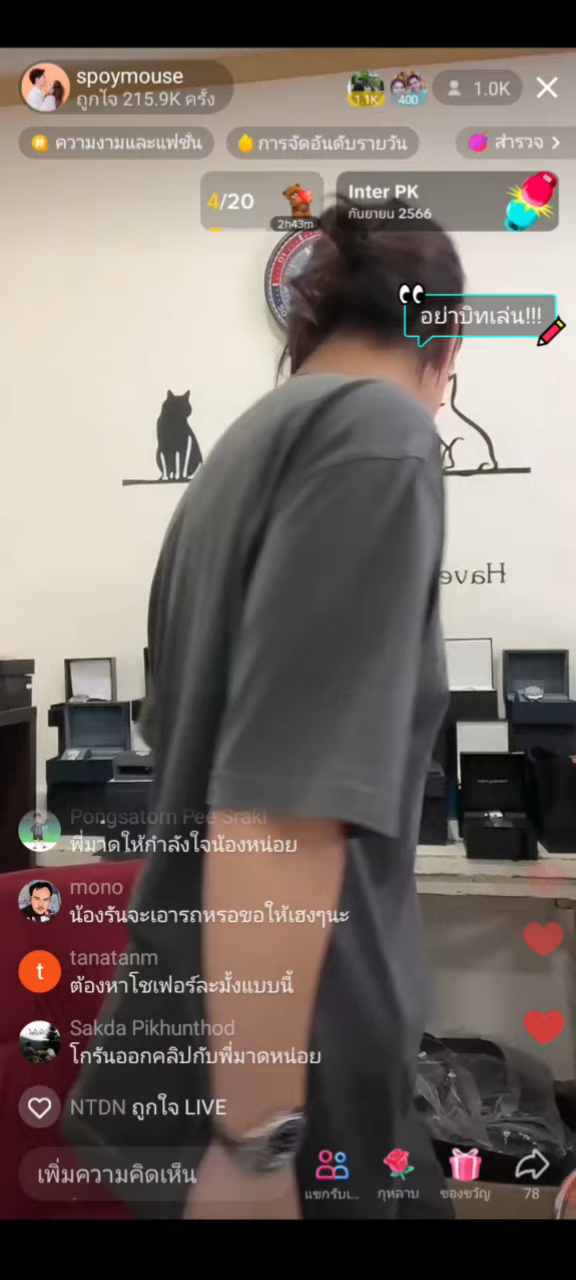 spoymouse
ถูกใจ 215.9K ครั้ง
1.1K
400
1.0K
ความงามและแฟชั่น
การจัดอันดับรายวัน
สำรวจ
4/20
2h43m
Inter PK
กันยายน 2566
อย่าบิทเล่น!!!
Have
Pongsatorn Pee Sraki
พี่มาดให้กำลังใจน้องหน่อย
mono
น้องรันจะเอารถหรอขอให้เฮงๆนะ
tanatanm
ต้องหาโชเฟอร์ละมั้งแบบนี้
Sakda Pikhunthod
โกรันออกคลิปกับพี่มาดหน่อย
NTDN ถูกใจ LIVE
เพิ่มความคิดเห็น
แขกรับเ...
กุหลาบ
ของขวัญ
78